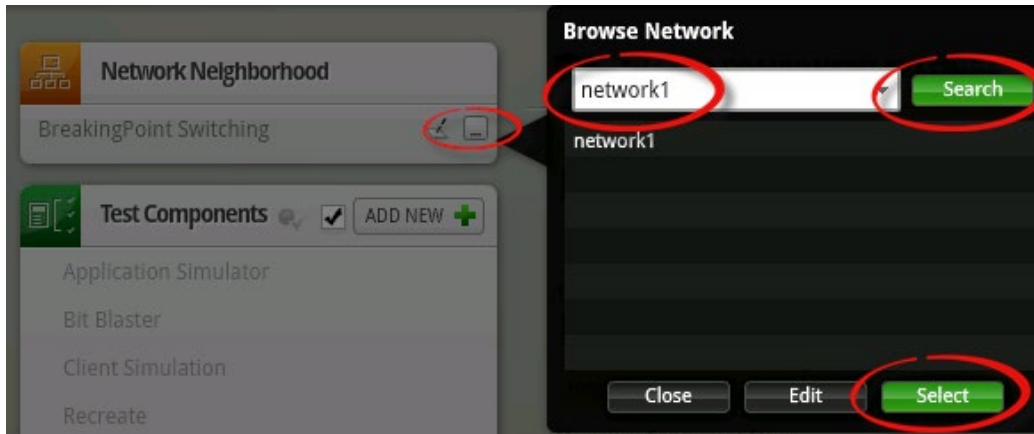 Network Neighborhood
BreakingPoint Switching
Test Components
ADD NEW
Application Simulator
Bit Blaster
Client Simulation
Recreate
Browse Network
network1
Search
network1
Close
Edit
Select